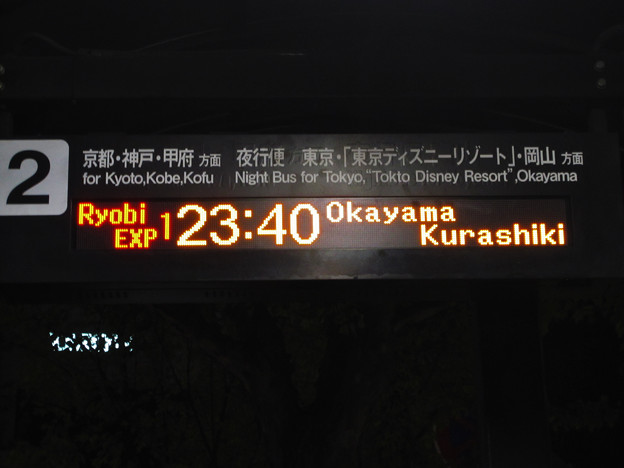 2
京都・神戸・甲府 方面 夜行便 東京・「東京ディズニーリゾート」・岡山 方面
for Kyoto,Kobe,Kofu Night Bus for Tokyo,"Tokto Disney Resort",Okayama
Ryobi EXP 1 23:40 Okayama Kurashiki